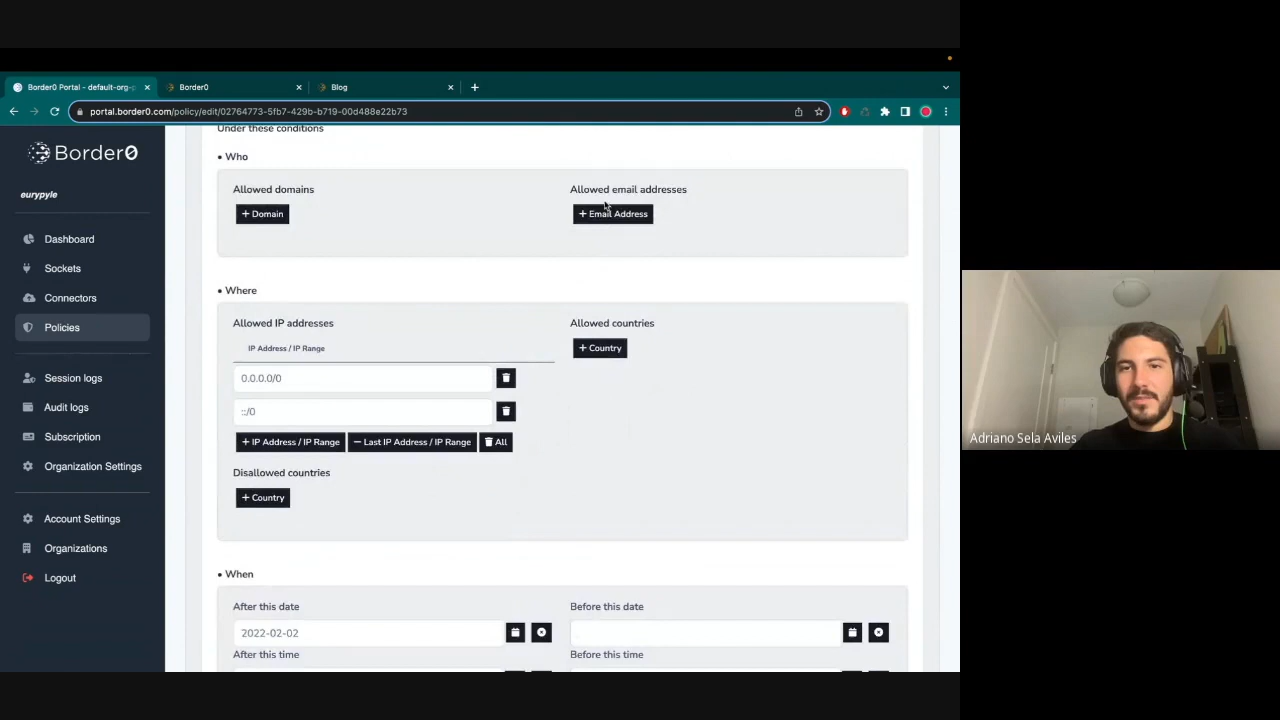 Border0 Portal - default-org-p
Border0
Blog
portal.border0.com/policy/edit/02764773-5fb7-429b-b719-00d488e22b73
Border0
eurypyle
Dashboard
Sockets
Connectors
Policies
Session logs
Audit logs
Subscription
Organization Settings
Account Settings
Organizations
Logout
Under these conditions
• Who
Allowed domains
Allowed email addresses
+ Domain
+ Email Address
• Where
Allowed IP addresses
Allowed countries
IP Address / IP Range
+ Country
0.0.0.0/0
::/0
+ IP Address / IP Range
− Last IP Address / IP Range
All
Disallowed countries
+ Country
• When
After this date
Before this date
2022-02-02
After this time
Before this time
Adriano Sela Aviles